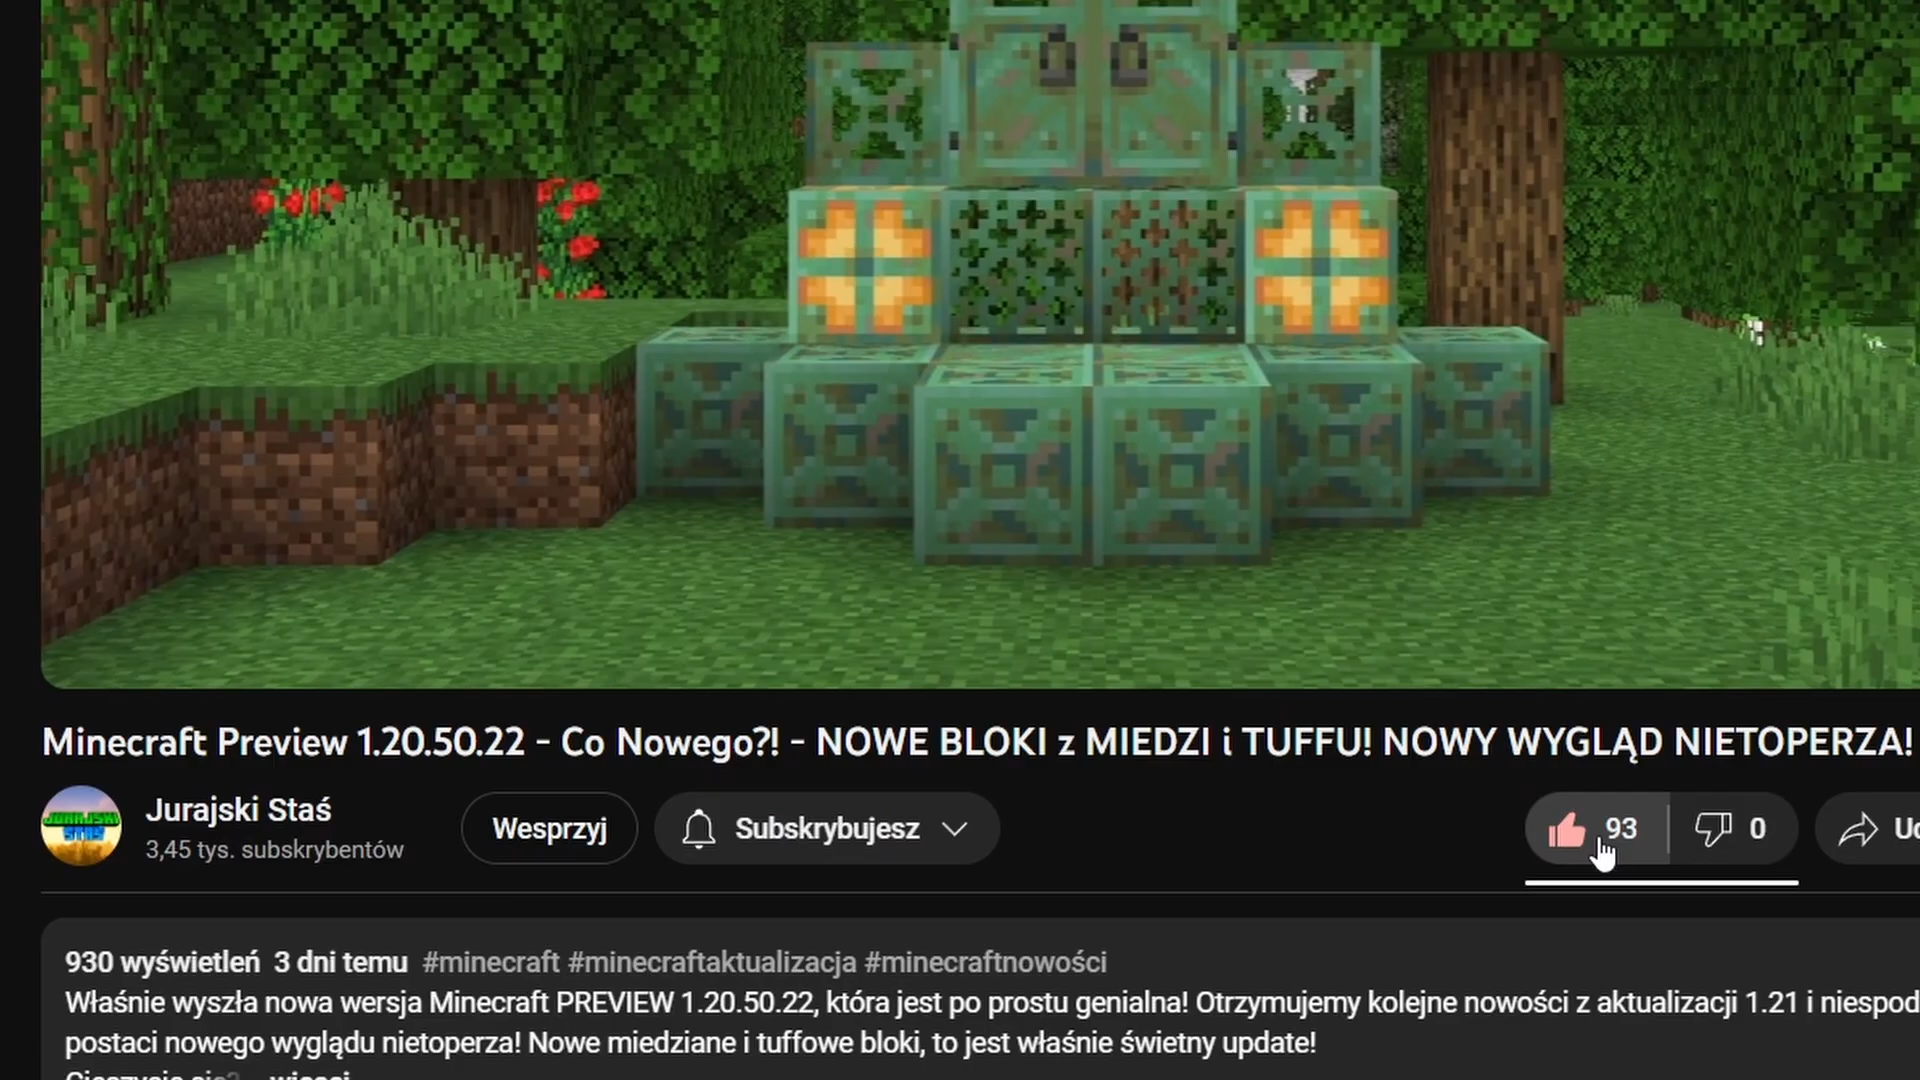 Minecraft Preview 1.20.50.22 - Co Nowego?! - NOWE BLOKI z MIEDZI i TUFFU! NOWY WYGLĄD NIETOPERZA!
JURAJSKI
STAŚ
Jurajski Staś
3,45 tys. subskrybentów
Wesprzyj
Subskrybujesz
93
0
930 wyświetleń 3 dni temu #minecraft #minecraftaktualizacja #minecraftnowości
Właśnie wyszła nowa wersja Minecraft PREVIEW 1.20.50.22, która jest po prostu genialna! Otrzymujemy kolejne nowości z aktualizacji 1.21 i niespod
postaci nowego wyglądu nietoperza! Nowe miedziane i tuffowe bloki, to jest właśnie świetny update!